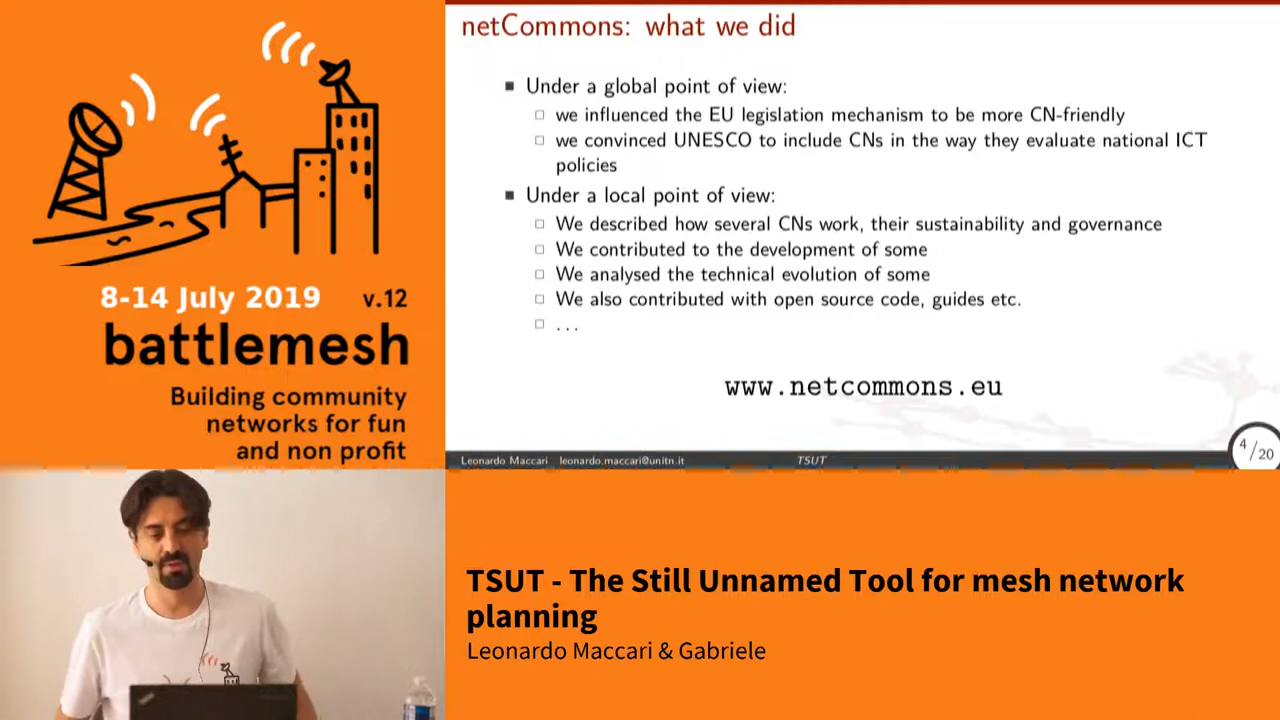 8-14 July 2019 v.12
battlemesh
Building community
networks for fun
and non profit
netCommons: what we did
Under a global point of view:
we influenced the EU legislation mechanism to be more CN-friendly
we convinced UNESCO to include CNs in the way they evaluate national ICT
policies
Under a local point of view:
We described how several CNs work, their sustainability and governance
We contributed to the development of some
We analysed the technical evolution of some
We also contributed with open source code, guides etc.
...
www.netcommons.eu
Leonardo Maccari leonardo.maccari@unitn.it TSUT 4/20
TSUT - The Still Unnamed Tool for mesh network
planning
Leonardo Maccari & Gabriele